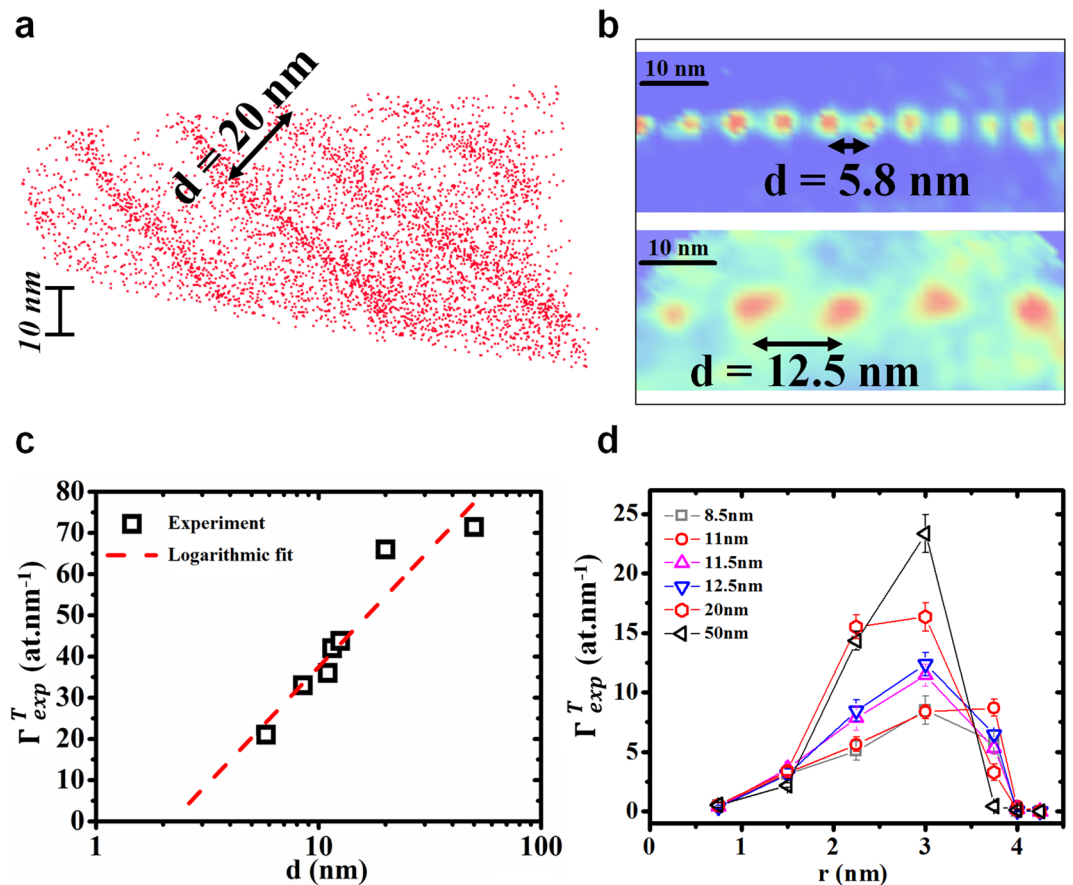 a
d = 20 nm
10 nm
b
10 nm
d = 5.8 nm
10 nm
d = 12.5 nm
c
80
70
60
50
40
30
20
10
0
Γ^T_exp (at.nm⁻¹)
Experiment
Logarithmic fit
1
10
100
d (nm)
d
25
20
15
10
5
0
Γ^T_exp (at.nm⁻¹)
8.5nm
11nm
11.5nm
12.5nm
20nm
50nm
0
1
2
3
4
r (nm)